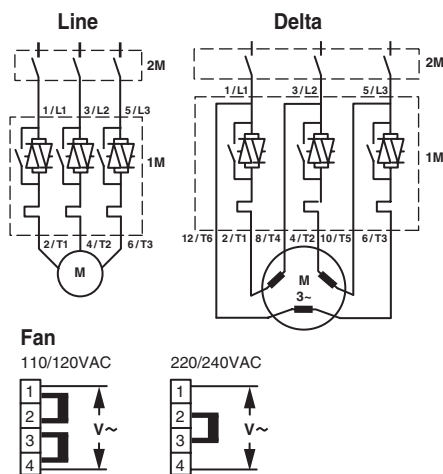 Line
2M
1/L1 3/L2 5/L3
1M
2/T1 4/T2 6/T3
M
Delta
2M
1/L1 3/L2 5/L3
1M
12/T6 2/T1 8/T4 4/T2 10/T5 6/T3
M
3~
Fan
110/120VAC
1
2
3
4
V~
220/240VAC
1
2
3
4
V~